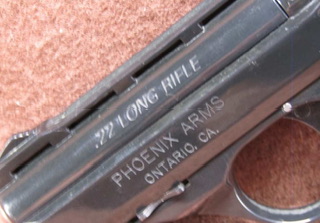 .22 LONG RIFLE
PHOENIX ARMS
ONTARIO, CA.